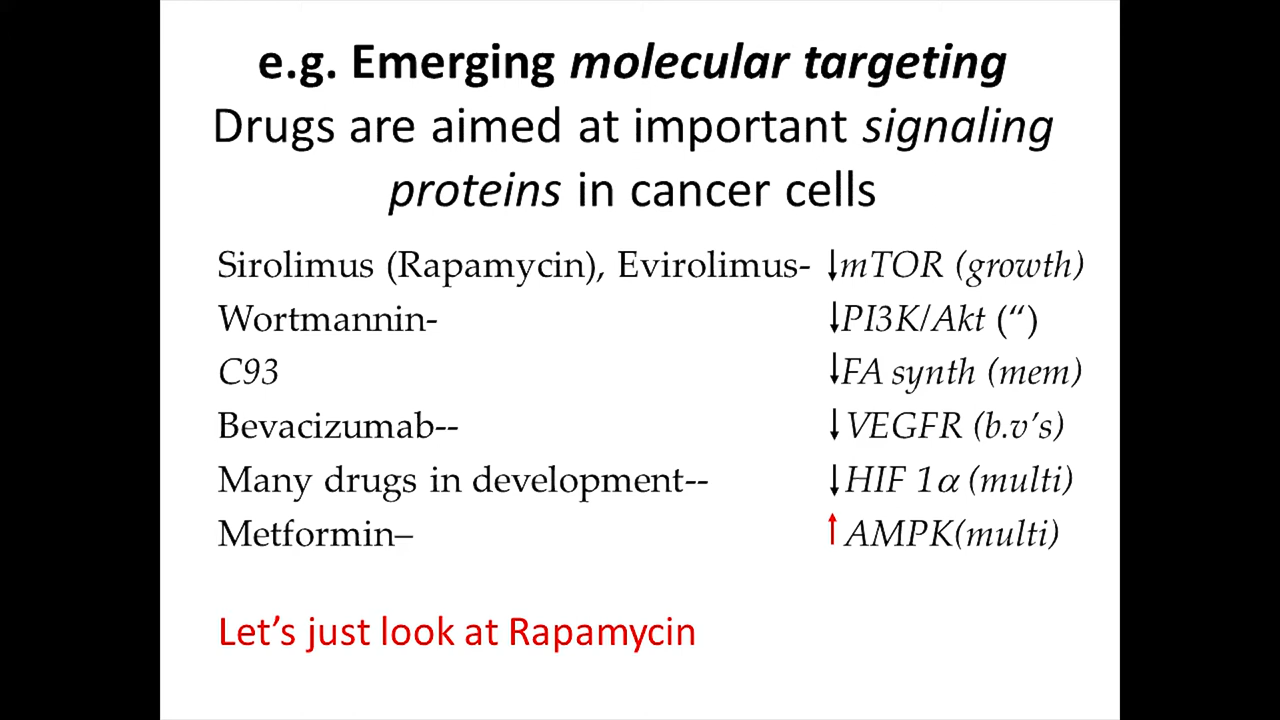 e.g. Emerging molecular targeting
Drugs are aimed at important signaling
proteins in cancer cells
Sirolimus (Rapamycin), Evirolimus- ↓mTOR (growth)
Wortmannin- ↓PI3K/Akt (“)
C93 ↓FA synth (mem)
Bevacizumab-- ↓VEGFR (b.v’s)
Many drugs in development-- ↓HIF 1α (multi)
Metformin– ↑AMPK(multi)
Let’s just look at Rapamycin